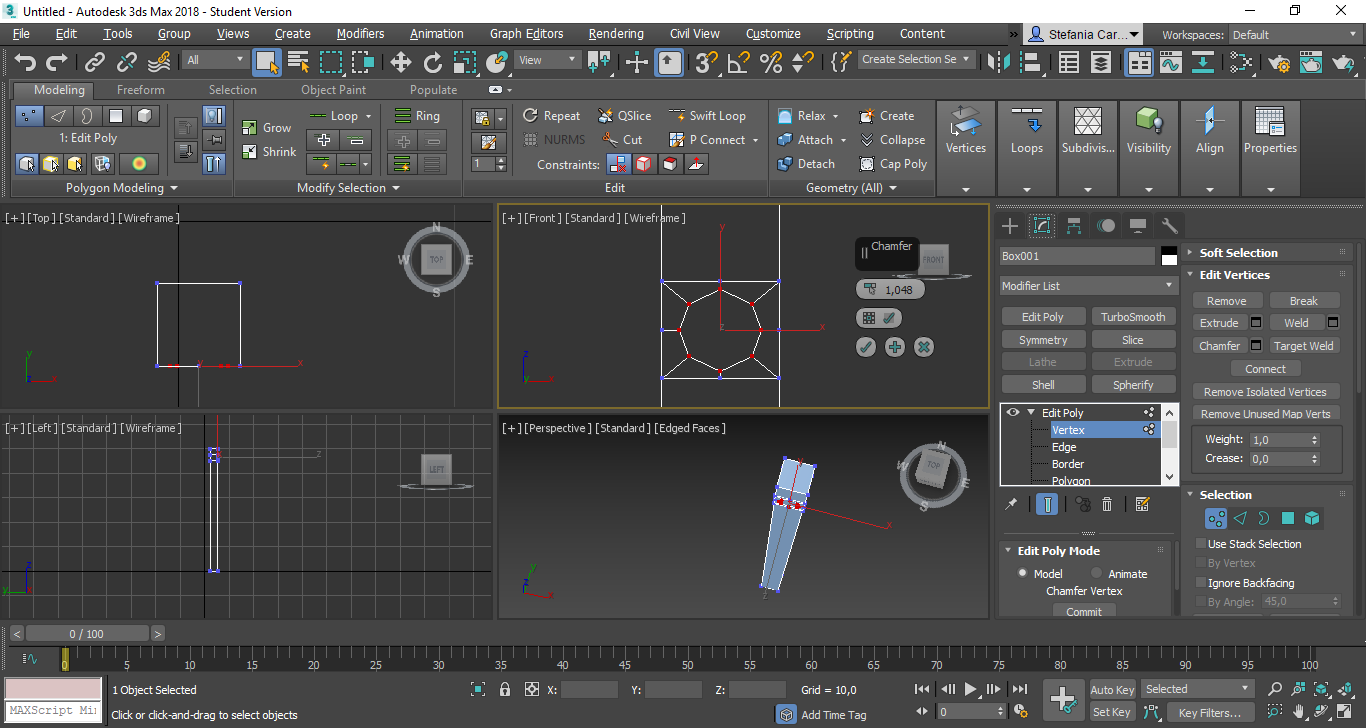 Untitled - Autodesk 3ds Max 2018 - Student Version
File Edit Tools Group Views Create Modifiers Animation Graph Editors Rendering Civil View Customize Scripting Content » Stefania Car... Workspaces: Default
All View Create Selection Se
Modeling Freeform Selection Object Paint Populate
1: Edit Poly
Polygon Modeling
Grow
Shrink
Loop
Ring
Modify Selection
1
Repeat QSlice Swift Loop
NURMS Cut P Connect
Constraints:
Edit
Relax Create
Attach Collapse
Detach Cap Poly
Geometry (All)
Vertices Loops Subdivis... Visibility Align Properties
[+] [Top] [Standard] [Wireframe]
N
W TOP E
S
y
x
y
z x
[+] [Front] [Standard] [Wireframe]
y
z x
z
y x
Chamfer
FRONT
1,048
[+] [Left] [Standard] [Wireframe]
z
LEFT
z
y
[+] [Perspective] [Standard] [Edged Faces]
N
W TOP E
S
y
x
z
y
z x
Box001
Modifier List
Edit Poly TurboSmooth
Symmetry Slice
Lathe Extrude
Shell Spherify
Edit Poly
Vertex
Edge
Border
Polygon
Edit Poly Mode
Model Animate
Chamfer Vertex
Commit
Soft Selection
Edit Vertices
Remove Break
Extrude Weld
Chamfer Target Weld
Connect
Remove Isolated Vertices
Remove Unused Map Verts
Weight: 1,0
Crease: 0,0
Selection
Use Stack Selection
By Vertex
Ignore Backfacing
By Angle: 45,0
< 0 / 100 >
0 5 10 15 20 25 30 35 40 45 50 55 60 65 70 75 80 85 90 95 100
MAXScript Mi
1 Object Selected
Click or click-and-drag to select objects
X: Y: Z: Grid = 10,0
Add Time Tag
0
Auto Key Selected
Set Key Key Filters...